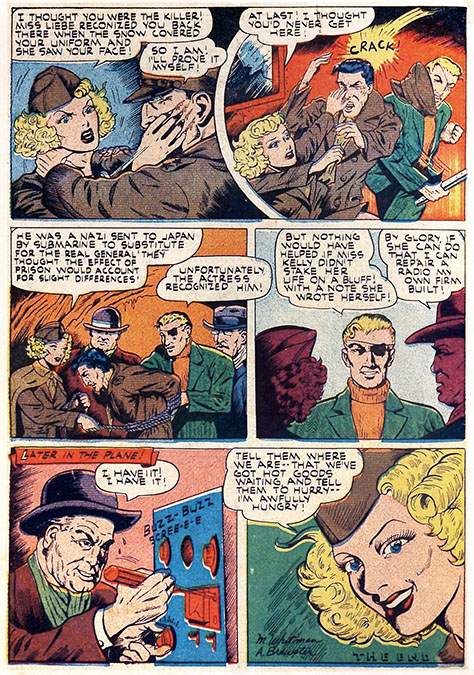 I THOUGHT YOU WERE THE KILLER!
MISS LIEBE RECONIZED YOU BACK
THERE WHEN THE SNOW COVERED
YOUR UNIFORM AND
SHE SAW YOUR FACE!
SO I AM!
I'LL PROVE IT
MYSELF!
AT LAST! I THOUGHT
YOU'D NEVER GET
HERE!
CRACK!
HE WAS A NAZI SENT TO JAPAN
BY SUBMARINE TO SUBSTITUTE
FOR THE REAL GENERAL! THEY
THOUGHT THE EFFECT OF
PRISON WOULD ACCOUNT
FOR SLIGHT DIFFERENCES!
UNFORTUNATELY
THE ACTRESS
RECOGNIZED HIM!
BUT NOTHING
WOULD HAVE
HELPED IF MISS
KELLY DIDN'T
STAKE HER
LIFE ON A BLUFF!
WITH A NOTE SHE
WROTE HERSELF!
BY GLORY IF
SHE CAN DO
THAT I CAN
REPAIR A
RADIO MY
OWN FIRM
BUILT!
LATER IN THE PLANE!
I HAVE IT!
I HAVE IT!
BUZZ-BUZZ
SCREE-E-E
TELL THEM WHERE
WE ARE-- THAT WE'VE
GOT HOT GOODS
WAITING AND TELL
THEM TO HURRY--
I'M AWFULLY
HUNGRY!
M. Whitman
A. Brewster
THE END